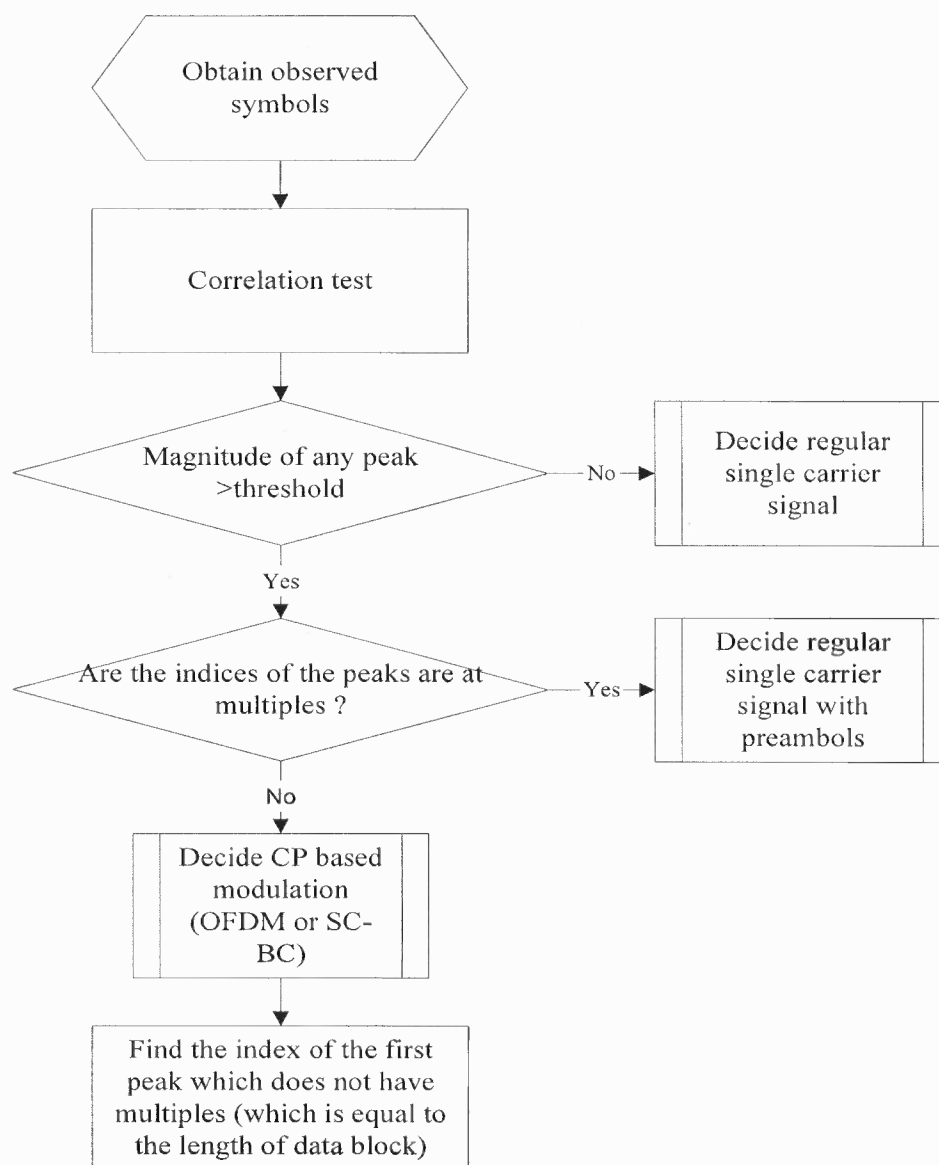 Obtain observed
symbols
Correlation test
Magnitude of any peak
>threshold
No
Decide regular
single carrier
signal
Yes
Are the indices of the peaks are at
multiples ?
Yes
Decide regular
single carrier
signal with
preambols
No
Decide CP based
modulation
(OFDM or SC-
BC)
Find the index of the first
peak which does not have
multiples (which is equal to
the length of data block)